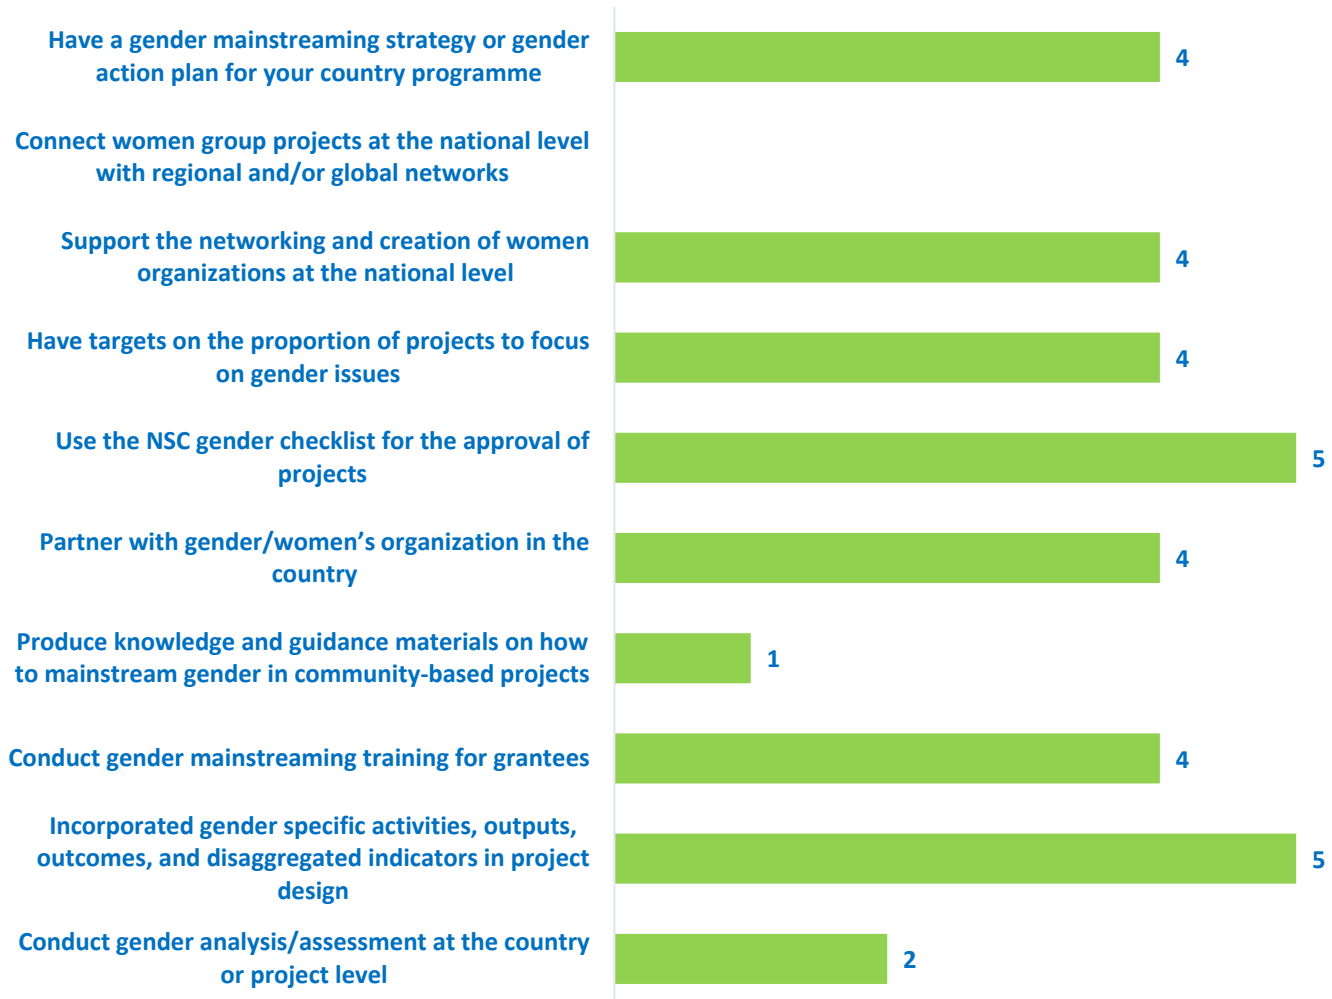 Have a gender mainstreaming strategy or gender
action plan for your country programme
4
Connect women group projects at the national level
with regional and/or global networks
Support the networking and creation of women
organizations at the national level
4
Have targets on the proportion of projects to focus
on gender issues
4
Use the NSC gender checklist for the approval of
projects
5
Partner with gender/women’s organization in the
country
4
Produce knowledge and guidance materials on how
to mainstream gender in community-based projects
1
Conduct gender mainstreaming training for grantees
4
Incorporated gender specific activities, outputs,
outcomes, and disaggregated indicators in project
design
5
Conduct gender analysis/assessment at the country
or project level
2